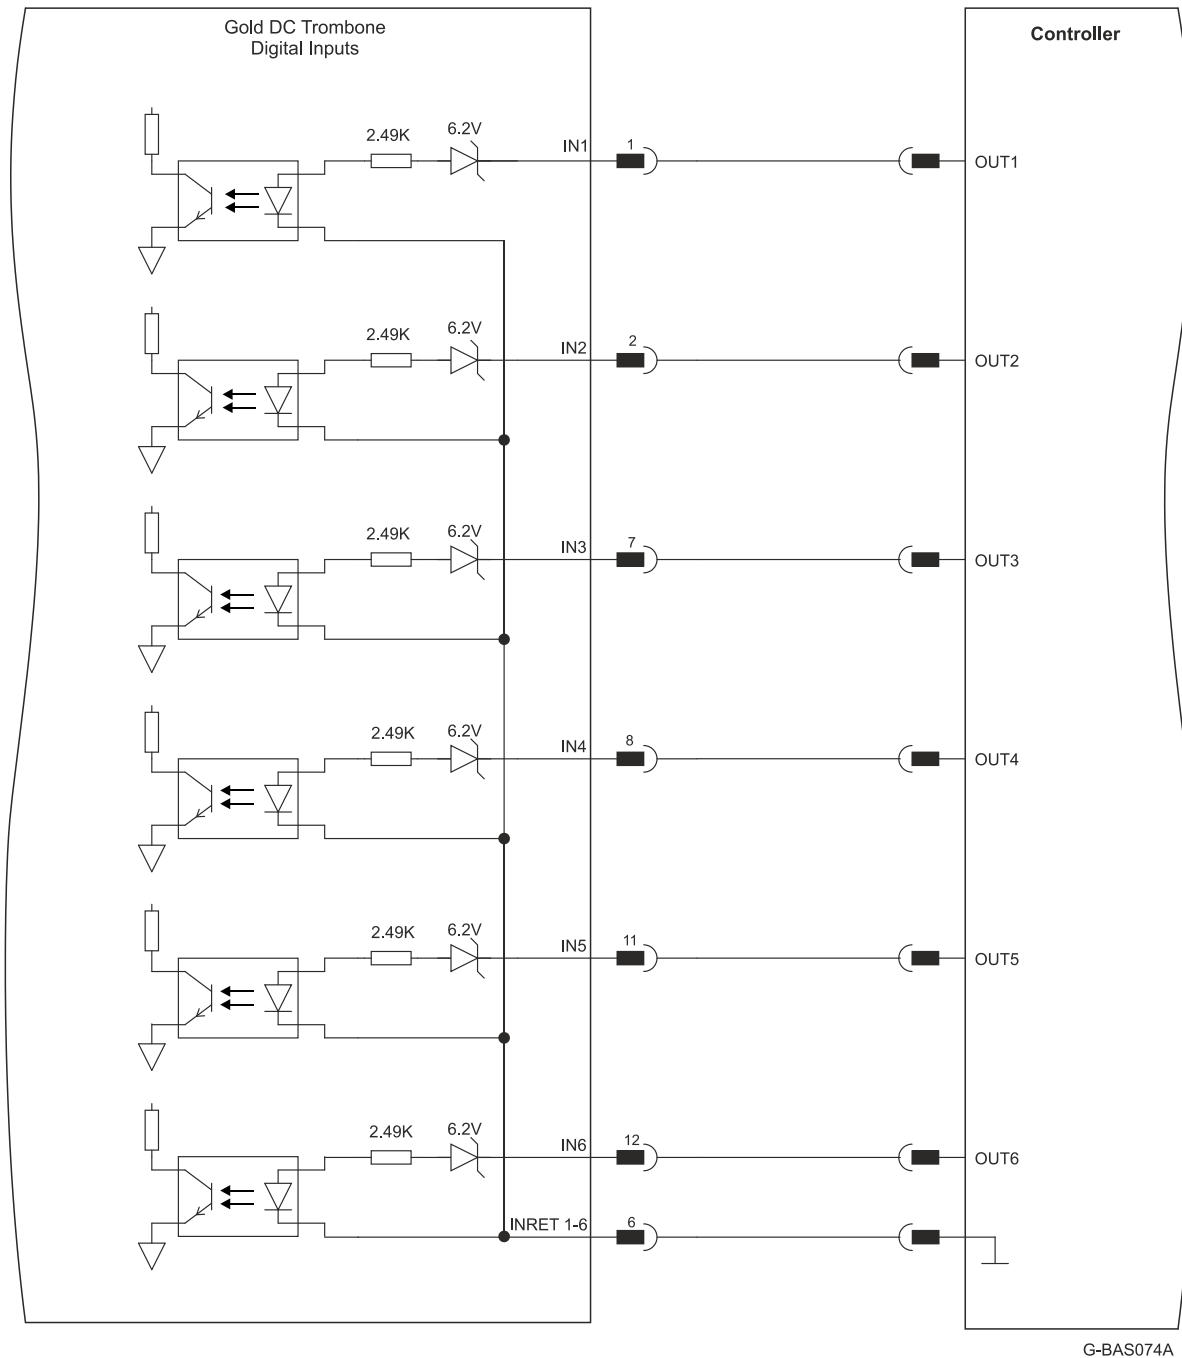 Gold DC Trombone
Digital Inputs
Controller
2.49K 6.2V IN1 1 OUT1
2.49K 6.2V IN2 2 OUT2
2.49K 6.2V IN3 7 OUT3
2.49K 6.2V IN4 8 OUT4
2.49K 6.2V IN5 11 OUT5
2.49K 6.2V IN6 12 OUT6
INRET 1-6 6
G-BAS074A